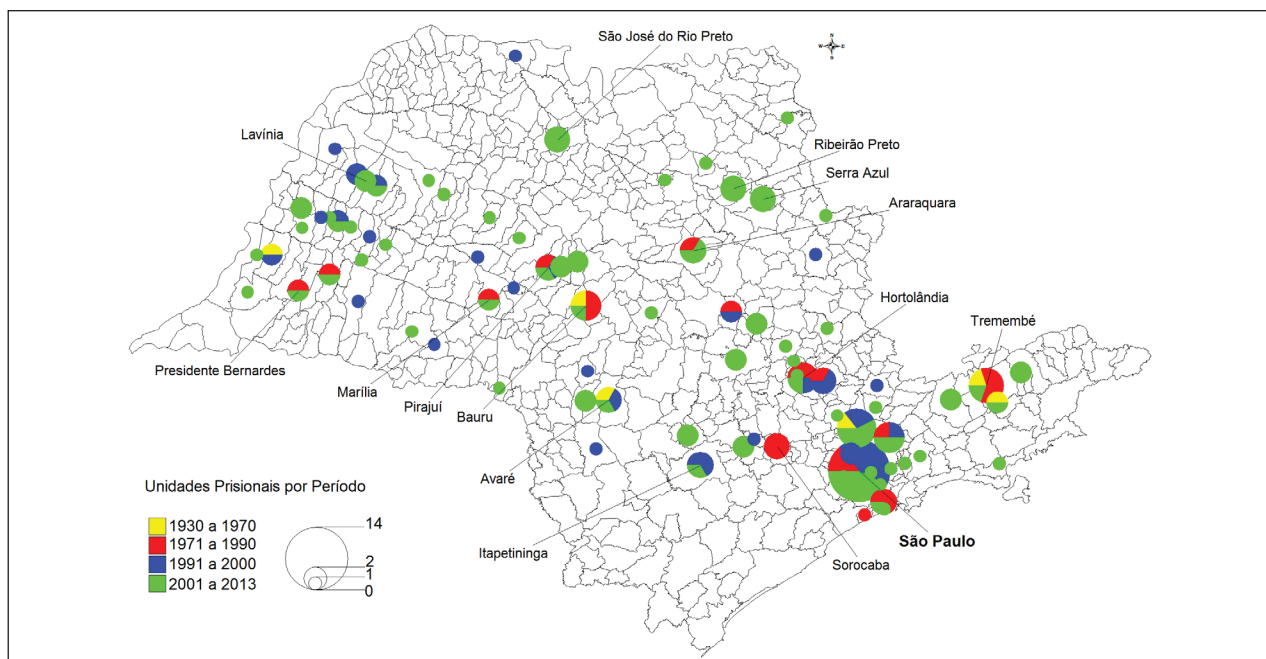 São José do Rio Preto
N
W E
S
Lavínia
Ribeirão Preto
Serra Azul
Araraquara
Hortolândia
Tremembé
Presidente Bernardes
Marília
Pirajuí
Bauru
Avaré
Itapetininga
São Paulo
Sorocaba
Unidades Prisionais por Período
1930 a 1970
1971 a 1990
1991 a 2000
2001 a 2013
14
2
1
0